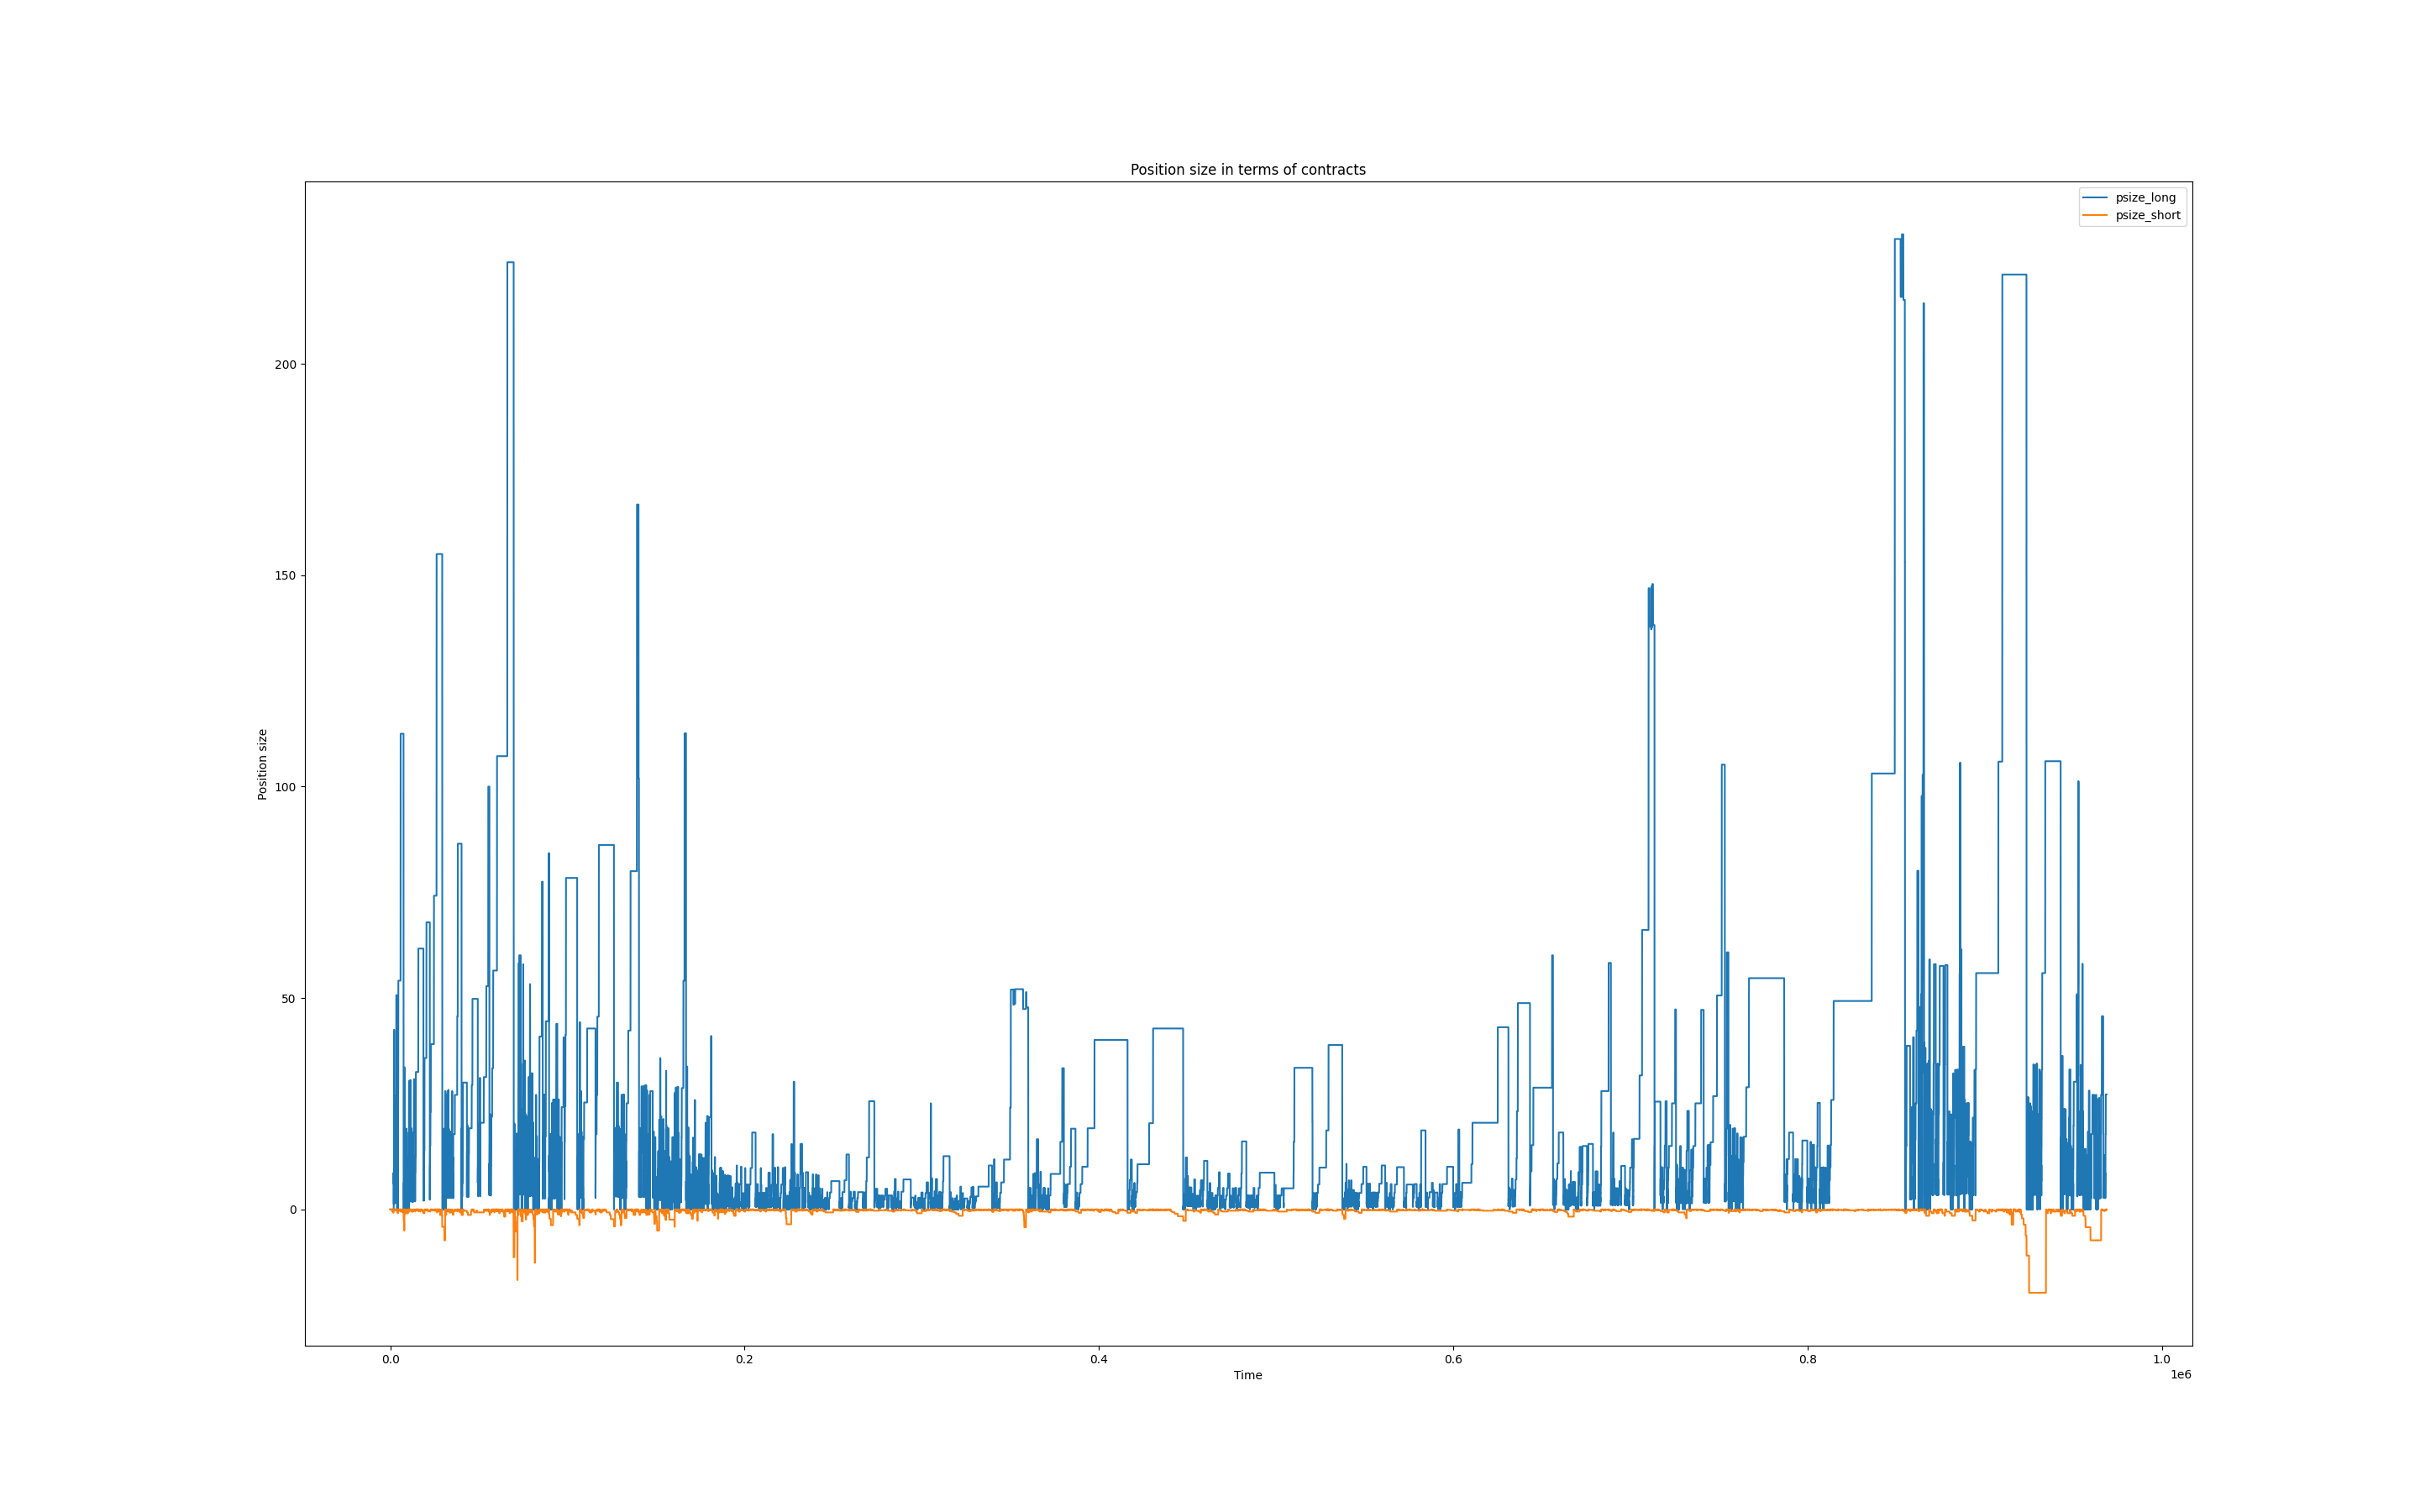 Position size in terms of contracts
psize_long
psize_short
Position size
200
150
100
50
0
0.0
0.2
0.4
0.6
0.8
1.0
1e6
Time